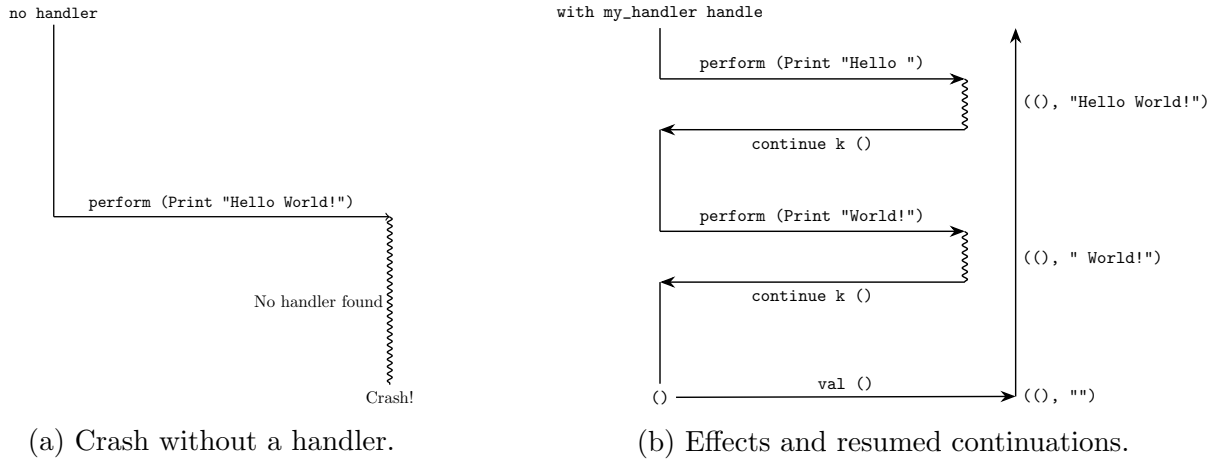 no handler
perform (Print "Hello World!")
No handler found
Crash!
(a) Crash without a handler.
with my_handler handle
perform (Print "Hello ")
((), "Hello World!")
continue k ()
perform (Print "World!")
((), " World!")
continue k ()
val ()
()
((), "")
(b) Effects and resumed continuations.